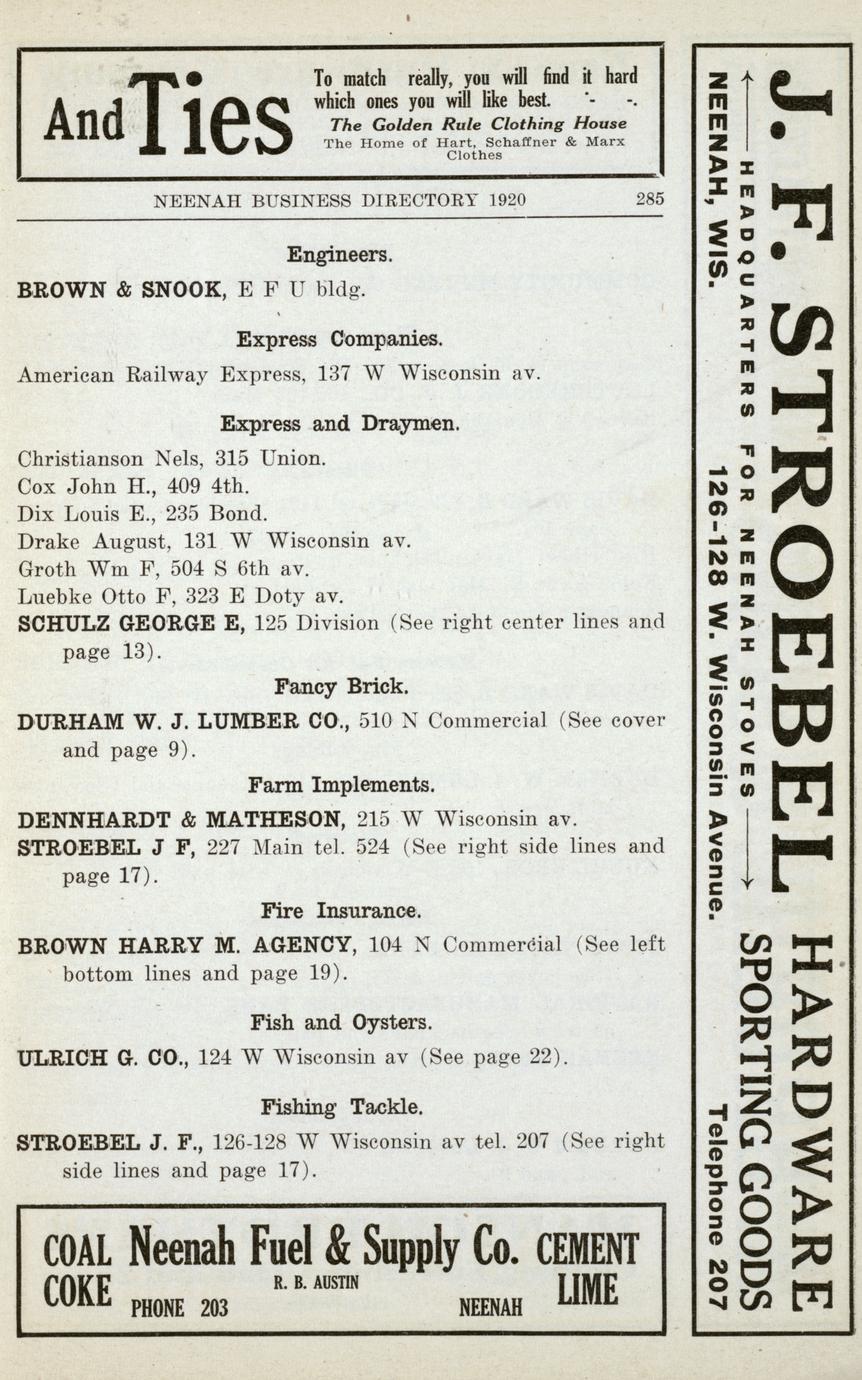 And Ties
To match really, you will find it hard
which ones you will like best.
The Golden Rule Clothing House
The Home of Hart, Schaffner & Marx
Clothes
NEENAH BUSINESS DIRECTORY 1920 285
Engineers.
BROWN & SNOOK, E F U bldg.
Express Companies.
American Railway Express, 137 W Wisconsin av.
Express and Draymen.
Christianson Nels, 315 Union.
Cox John H., 409 4th.
Dix Louis E., 235 Bond.
Drake August, 131 W Wisconsin av.
Groth Wm F, 504 S 6th av.
Luebke Otto F, 323 E Doty av.
SCHULZ GEORGE E, 125 Division (See right center lines and
page 13).
Fancy Brick.
DURHAM W. J. LUMBER CO., 510 N Commercial (See cover
and page 9).
Farm Implements.
DENNHARDT & MATHESON, 215 W Wisconsin av.
STROEBEL J F, 227 Main tel. 524 (See right side lines and
page 17).
Fire Insurance.
BROWN HARRY M. AGENCY, 104 N Commercial (See left
bottom lines and page 19).
Fish and Oysters.
ULRICH G. CO., 124 W Wisconsin av (See page 22).
Fishing Tackle.
STROEBEL J. F., 126-128 W Wisconsin av tel. 207 (See right
side lines and page 17).
COAL Neenah Fuel & Supply Co. CEMENT
COKE R. B. AUSTIN LIME
PHONE 203 NEENAH
J. F. STROEBEL HARDWARE
HEADQUARTERS FOR NEENAH STOVES SPORTING GOODS
NEENAH, WIS. 126-128 W. Wisconsin Avenue. Telephone 207